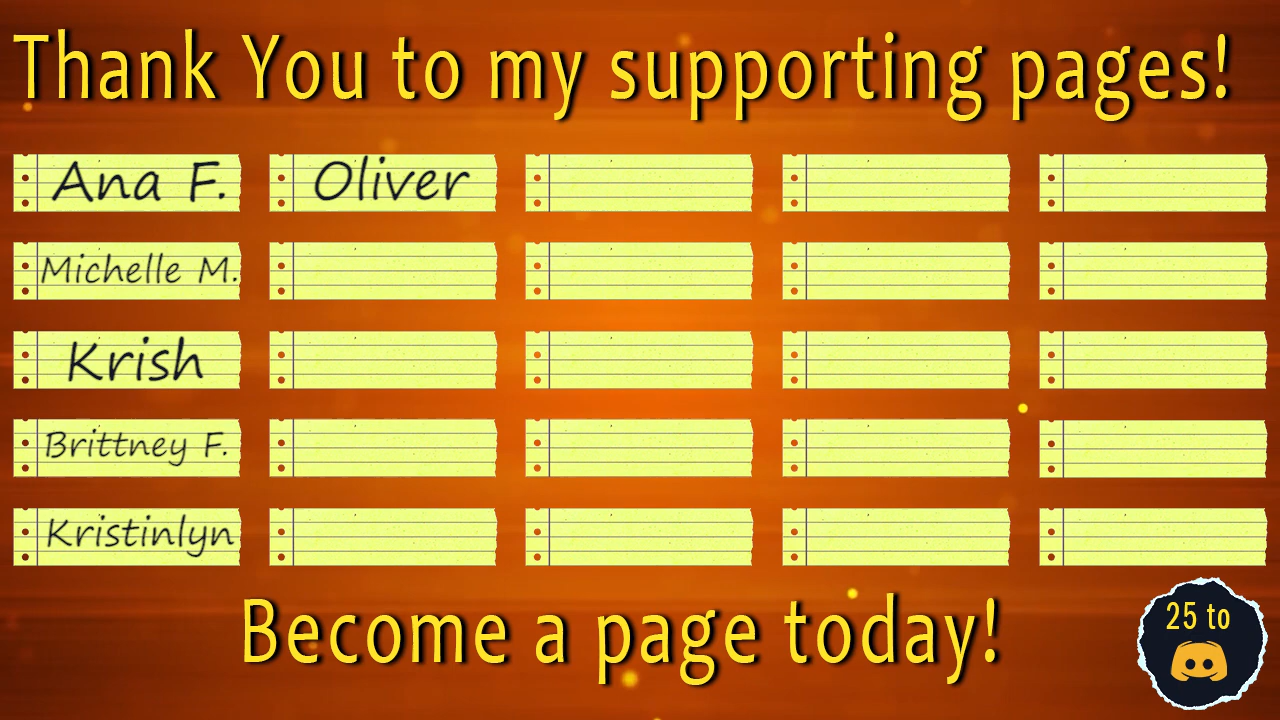 Thank You to my supporting pages!
Ana F.
Oliver
Michelle M.
Krish
Brittney F.
Kristinlyn
Become a page today!
25 to